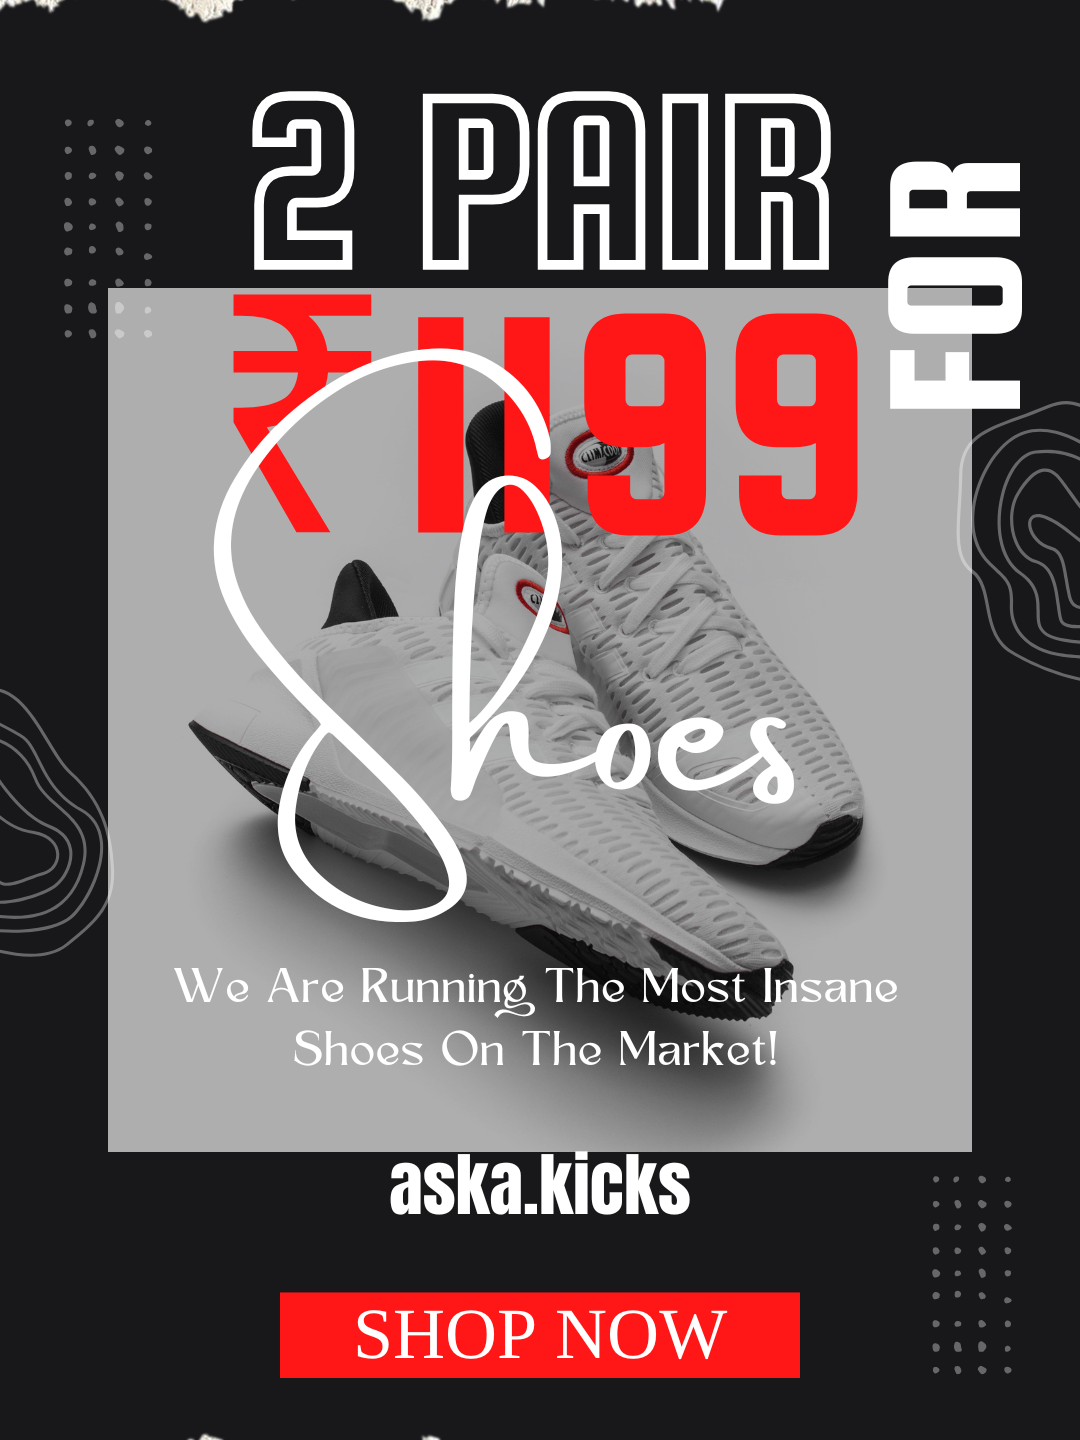 2 PAIR
FOR
₹1199
Shoes
We Are Running The Most Insane
Shoes On The Market!
aska.kicks
SHOP NOW